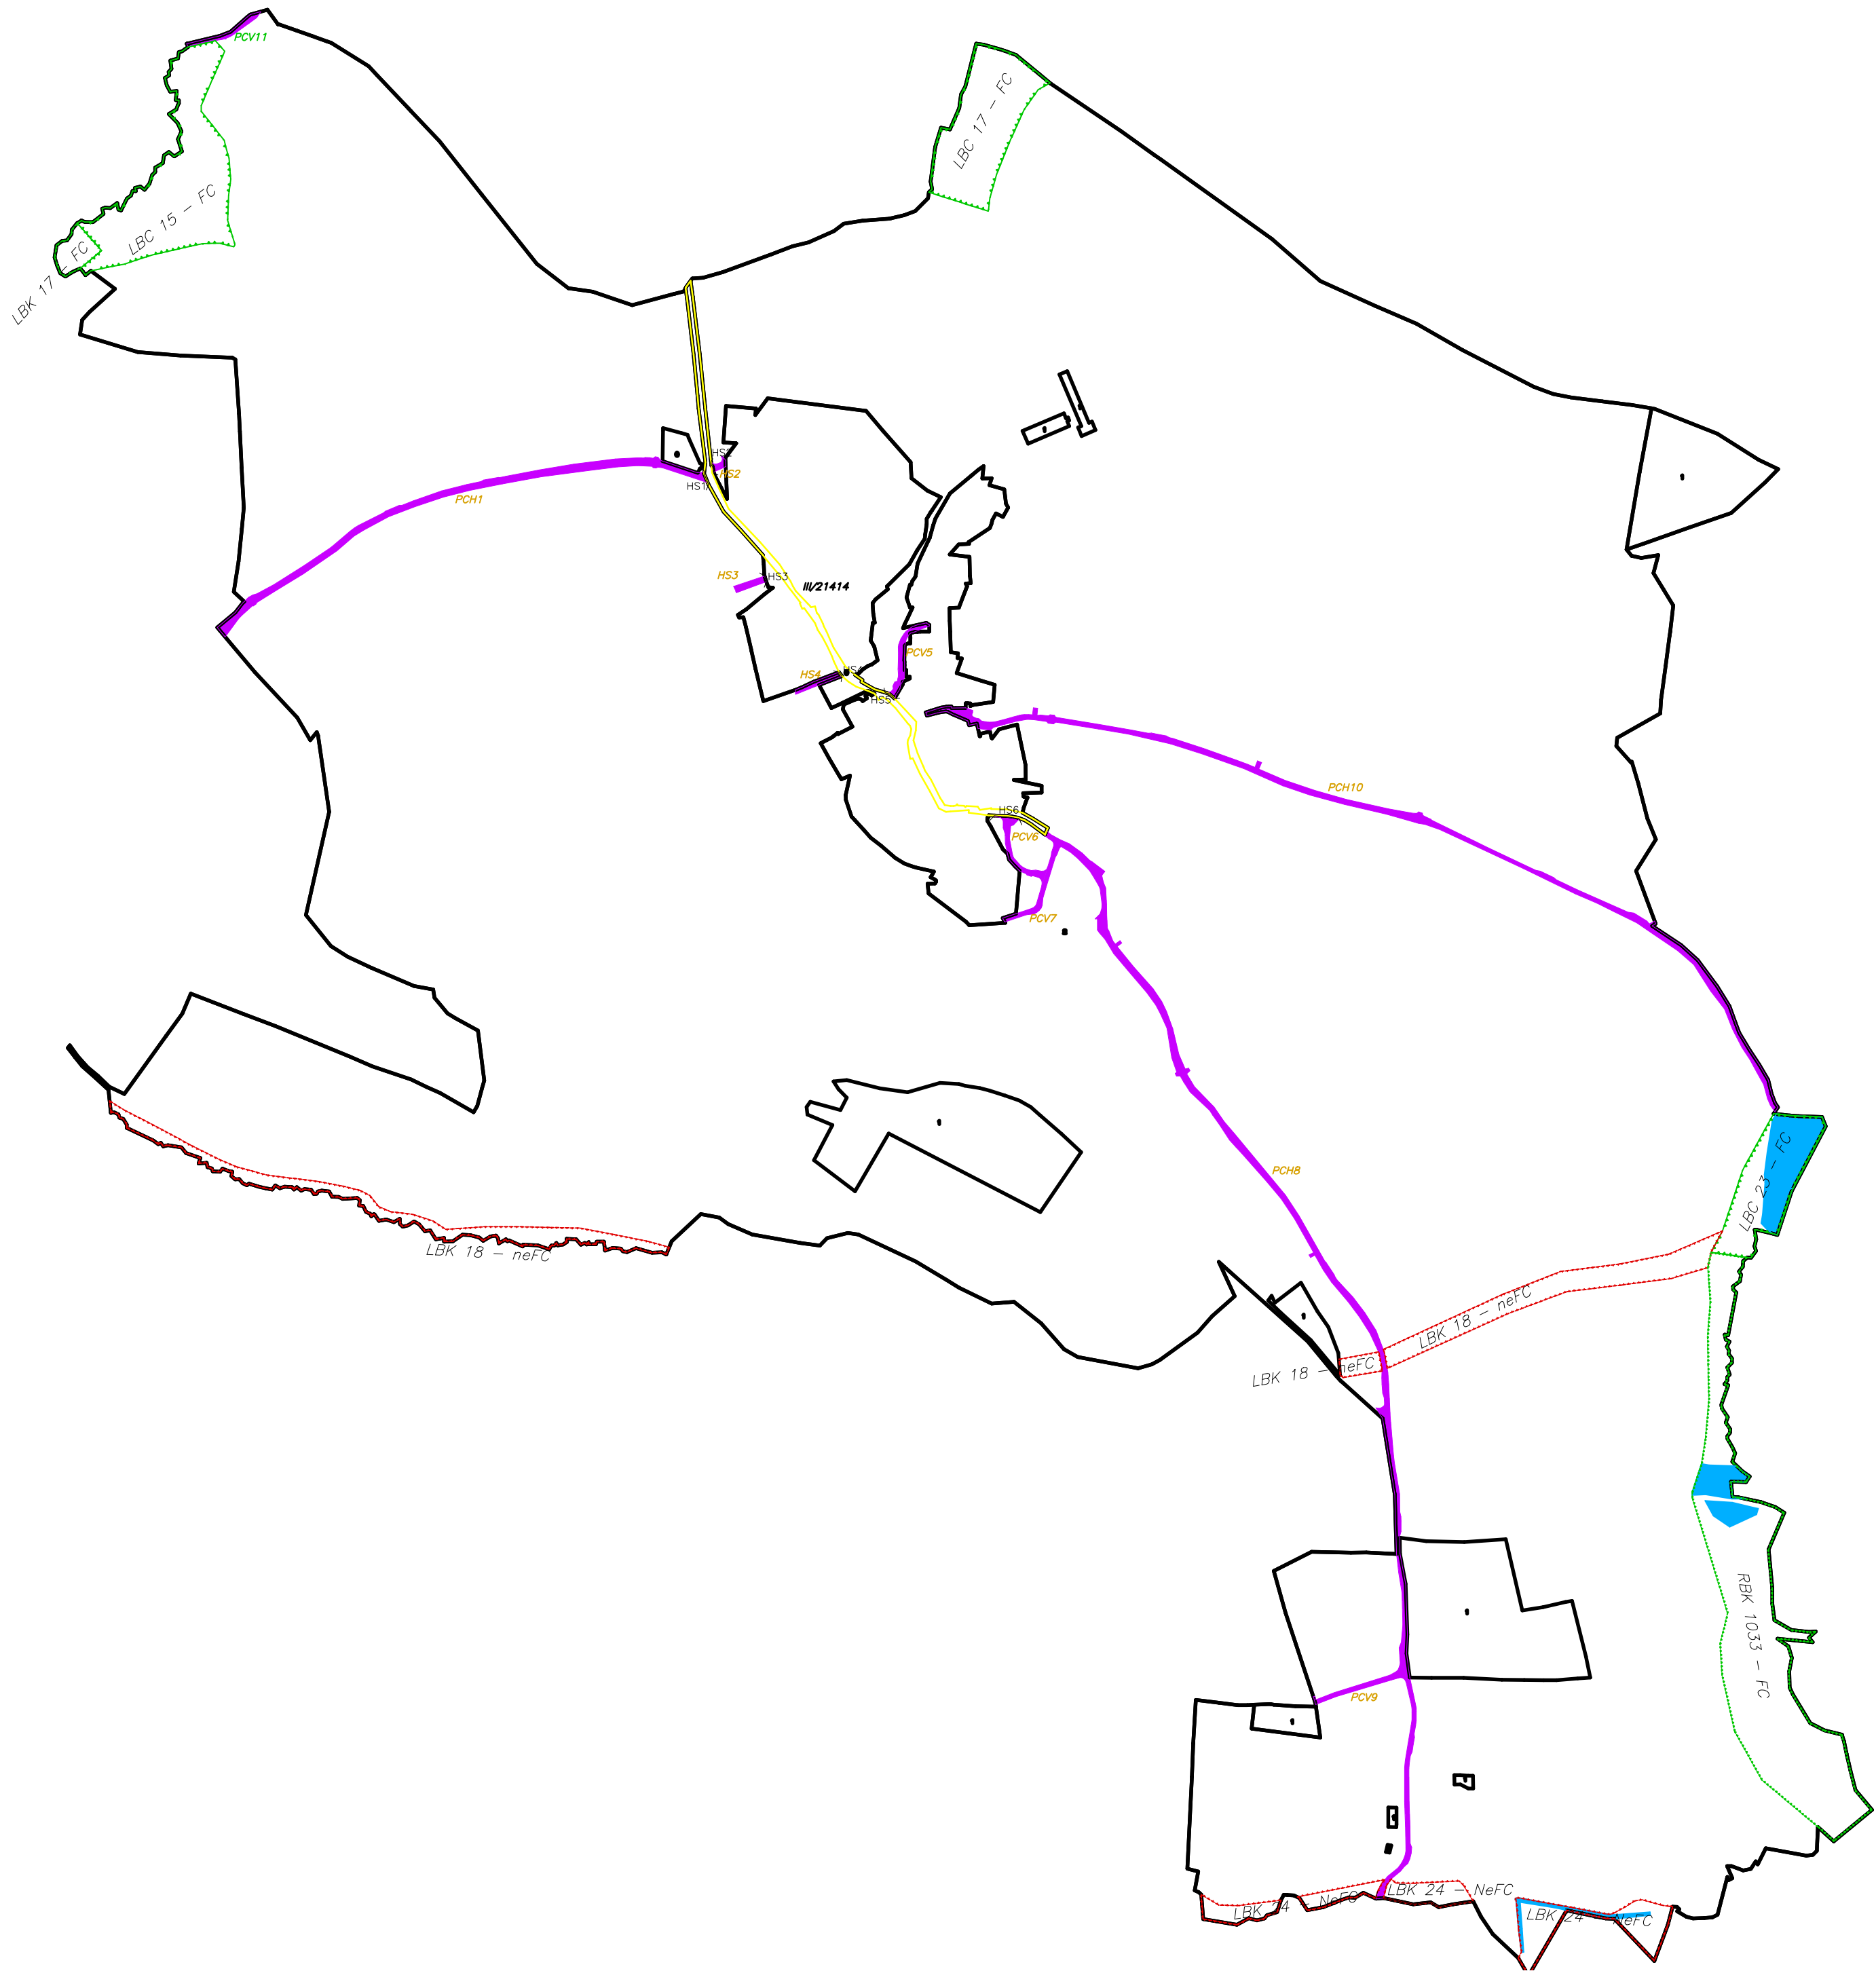 PCV11
LBC 17 – FC
LBC 15 – FC
LBK 17 – FC
HS2
HS2
HS1
PCH1
HS3
HS3
III/21414
PCV5
HS4
HS4
HS5
PCH10
HS6
PCV6
PCV7
PCH8
LBC 23 – FC
LBK 18 – neFC
LBK 18 – neFC
LBK 18 – neFC
RBK 1033 – FC
PCV9
LBK 24 – NeFC
LBK 24 – NeFC
LBK 24 – NeFC